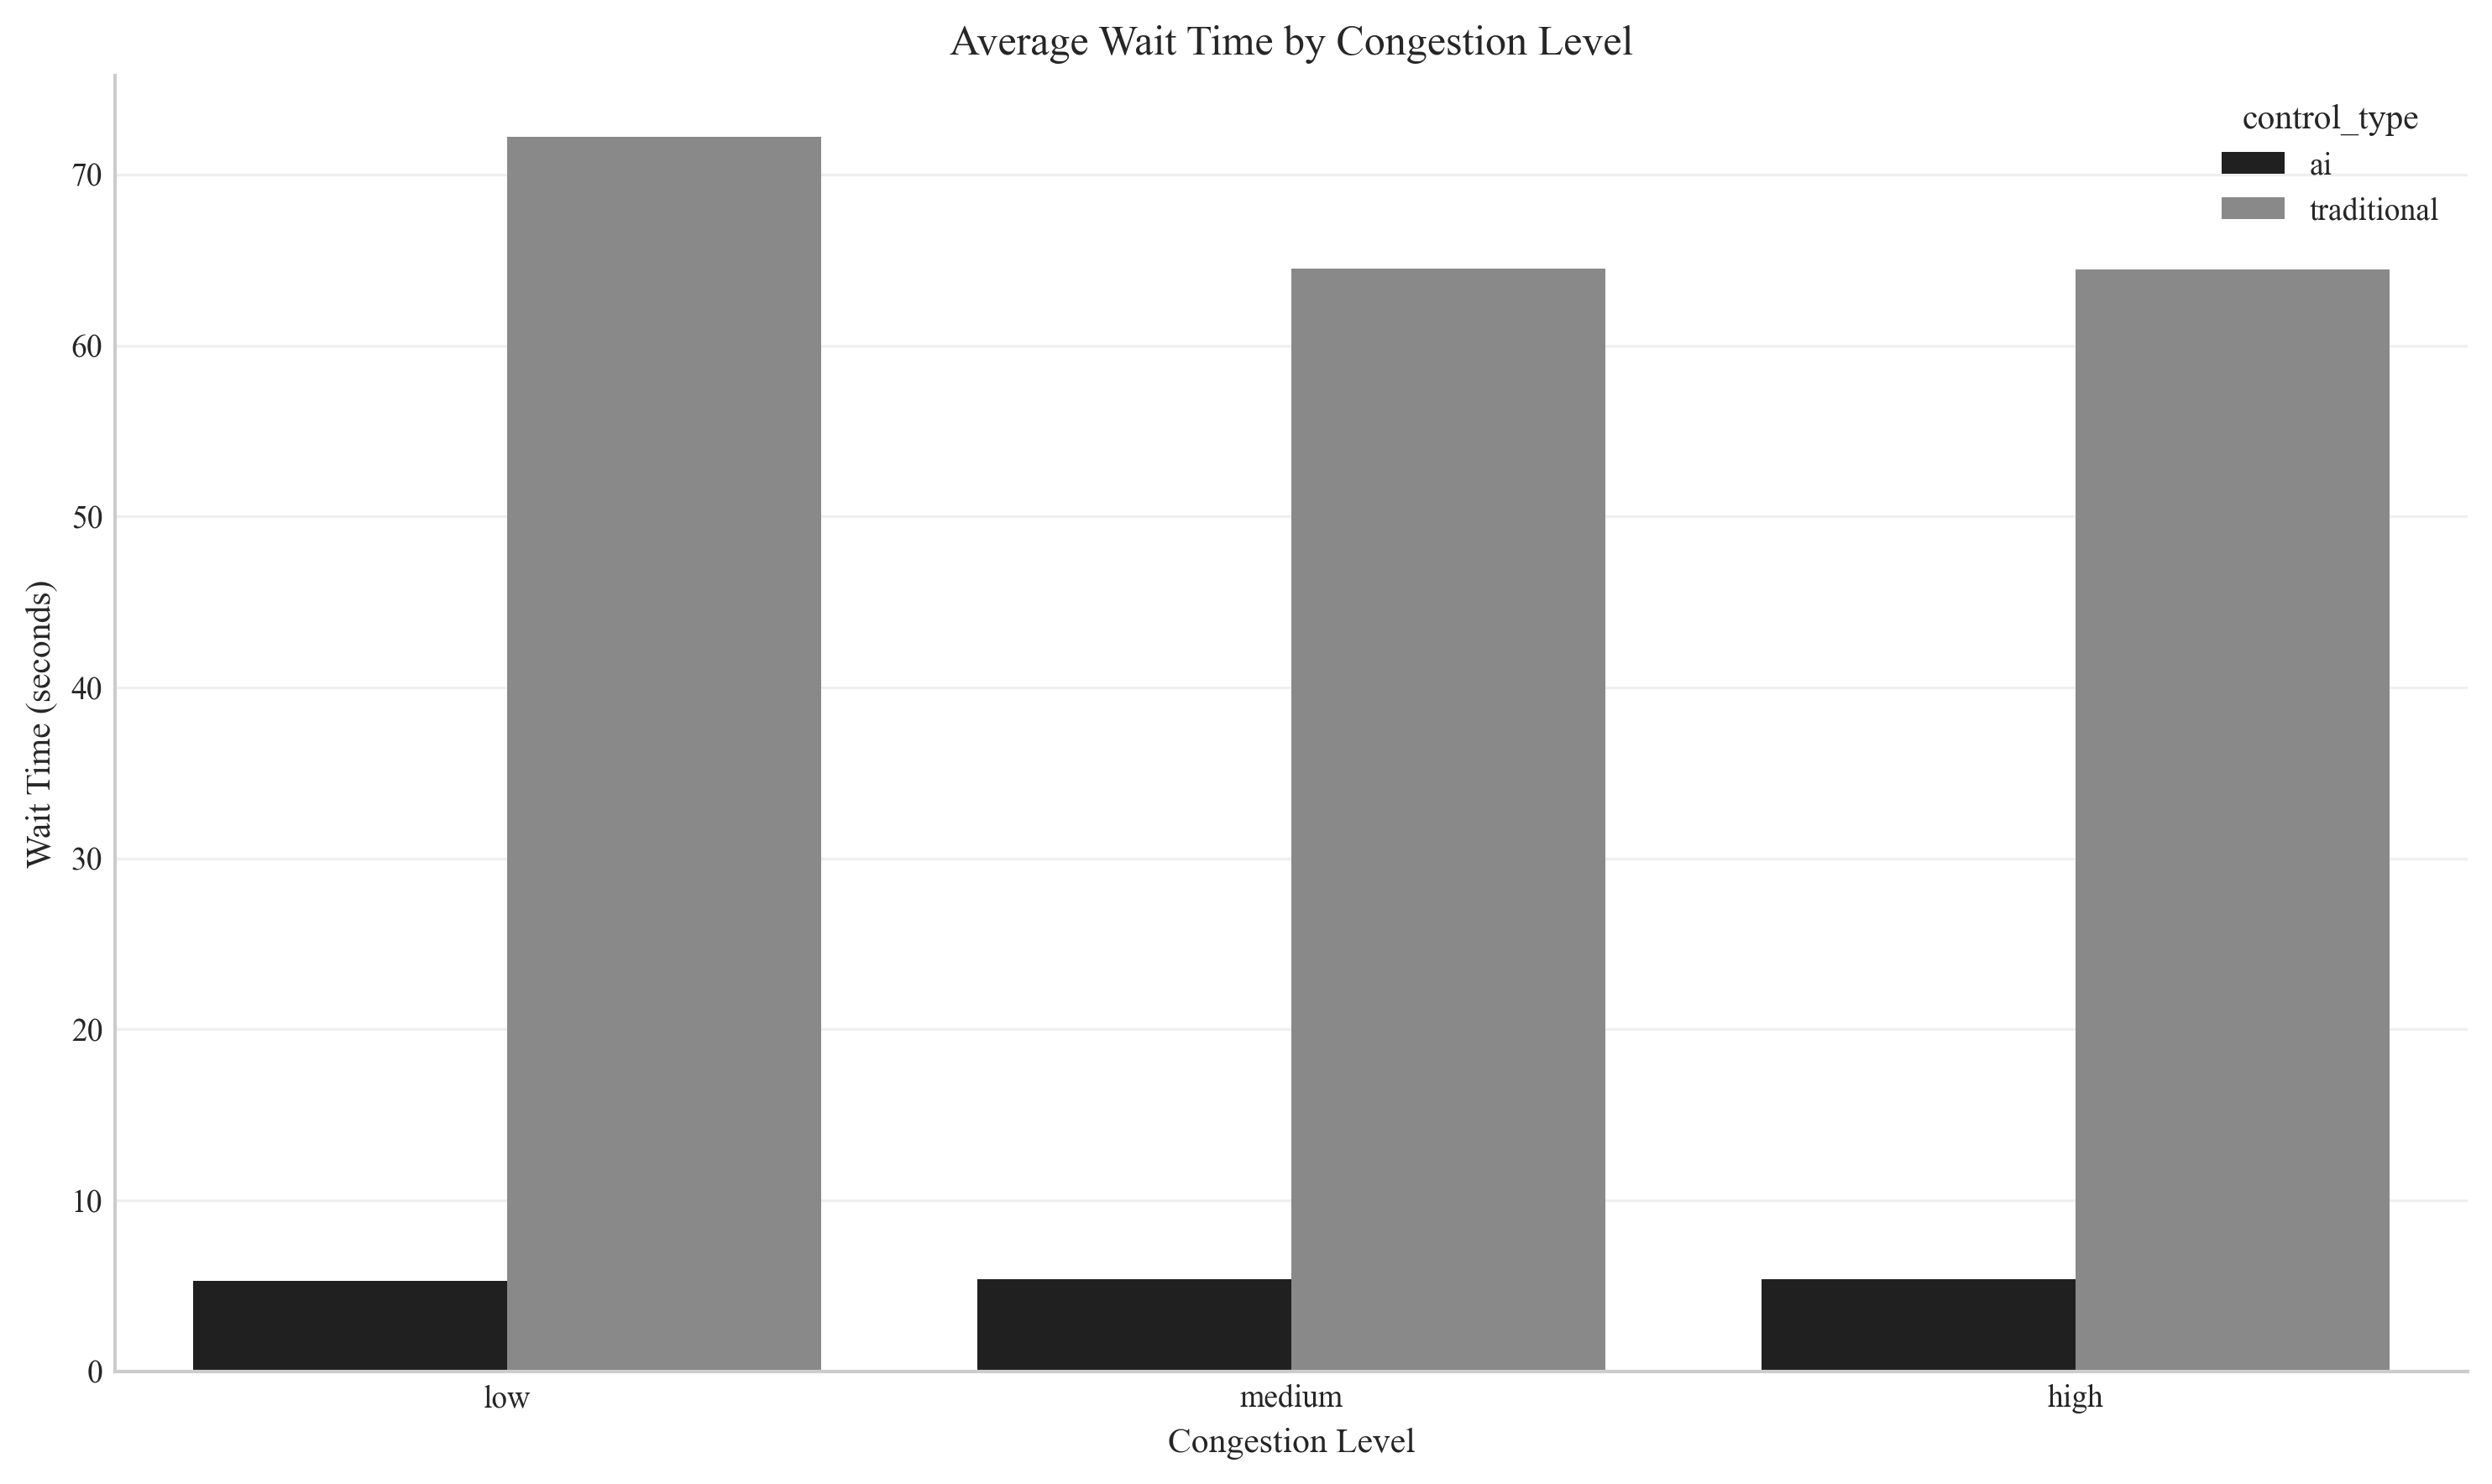 Average Wait Time by Congestion Level
control_type
ai
traditional
Wait Time (seconds)
70
60
50
40
30
20
10
0
low
medium
high
Congestion Level